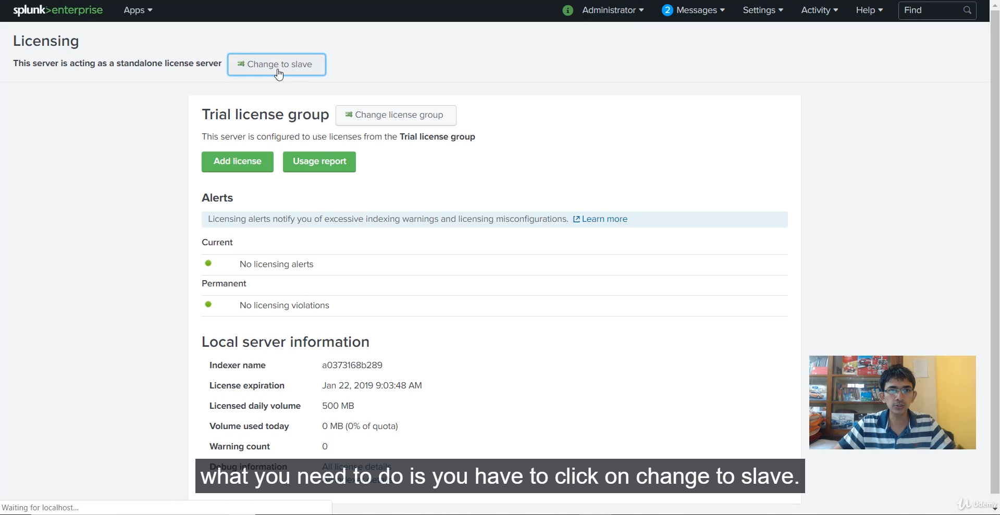 splunk>enterprise Apps i Administrator 2 Messages Settings Activity Help Find
Licensing
This server is acting as a standalone license server Change to slave
Trial license group Change license group
This server is configured to use licenses from the Trial license group
Add license Usage report
Alerts
Licensing alerts notify you of excessive indexing warnings and licensing misconfigurations. Learn more
Current
No licensing alerts
Permanent
No licensing violations
Local server information
Indexer name a0373168b289
License expiration Jan 22, 2019 9:03:48 AM
Licensed daily volume 500 MB
Volume used today 0 MB (0% of quota)
Warning count 0
Debug information All license details
what you need to do is you have to click on change to slave.
Waiting for localhost...
Udemy